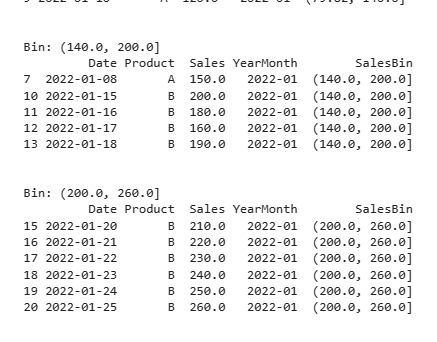 Bin: (140.0, 200.0]
Date Product Sales YearMonth SalesBin
7 2022-01-08 A 150.0 2022-01 (140.0, 200.0]
10 2022-01-15 B 200.0 2022-01 (140.0, 200.0]
11 2022-01-16 B 180.0 2022-01 (140.0, 200.0]
12 2022-01-17 B 160.0 2022-01 (140.0, 200.0]
13 2022-01-18 B 190.0 2022-01 (140.0, 200.0]
Bin: (200.0, 260.0]
Date Product Sales YearMonth SalesBin
15 2022-01-20 B 210.0 2022-01 (200.0, 260.0]
16 2022-01-21 B 220.0 2022-01 (200.0, 260.0]
17 2022-01-22 B 230.0 2022-01 (200.0, 260.0]
18 2022-01-23 B 240.0 2022-01 (200.0, 260.0]
19 2022-01-24 B 250.0 2022-01 (200.0, 260.0]
20 2022-01-25 B 260.0 2022-01 (200.0, 260.0]